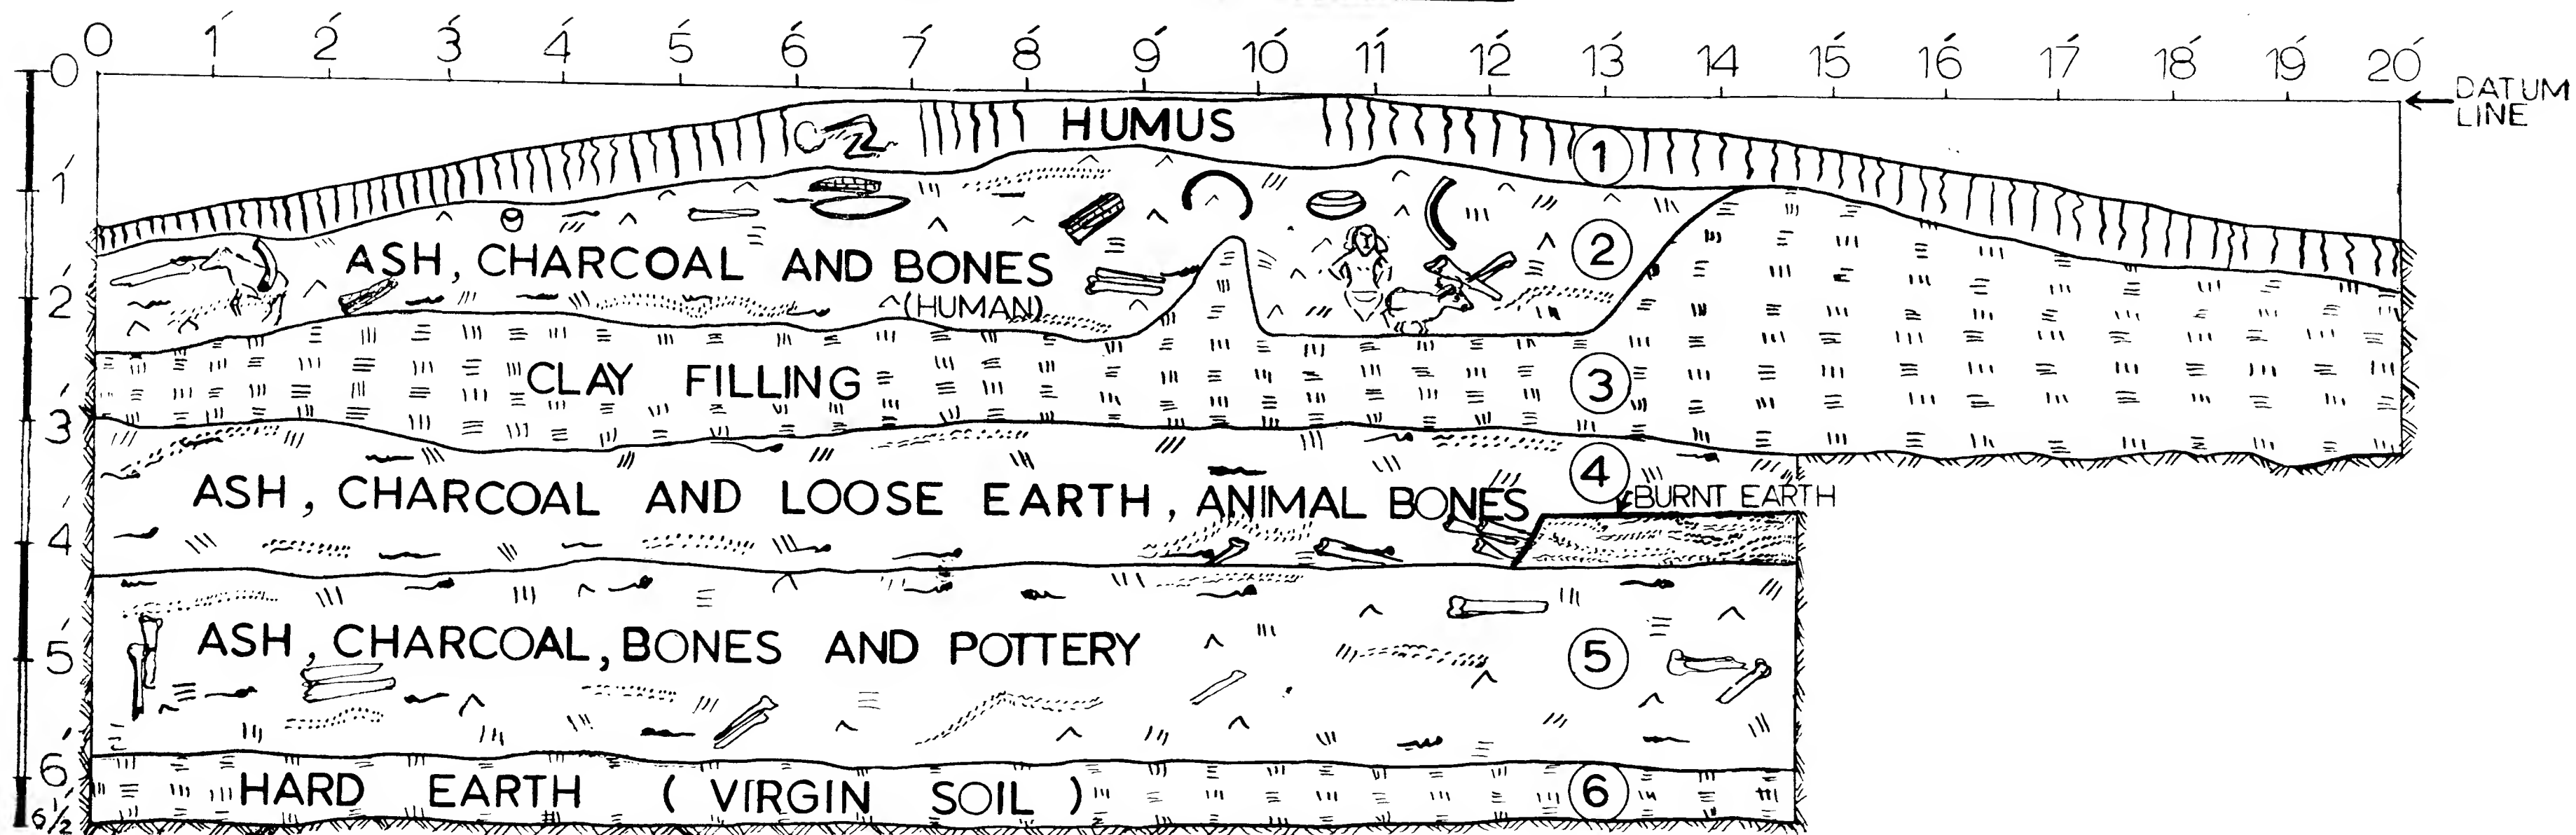 0 1' 2' 3' 4' 5' 6' 7' 8' 9' 10' 11' 12' 13' 14' 15' 16' 17' 18' 19' 20'
0
DATUM
LINE
HUMUS
1
1'
2
ASH, CHARCOAL AND BONES
(HUMAN)
2'
CLAY FILLING
3
3'
4
ASH, CHARCOAL AND LOOSE EARTH, ANIMAL BONES
BURNT EARTH
4'
ASH, CHARCOAL, BONES AND POTTERY
5
5'
6'
HARD EARTH (VIRGIN SOIL)
6
6½'